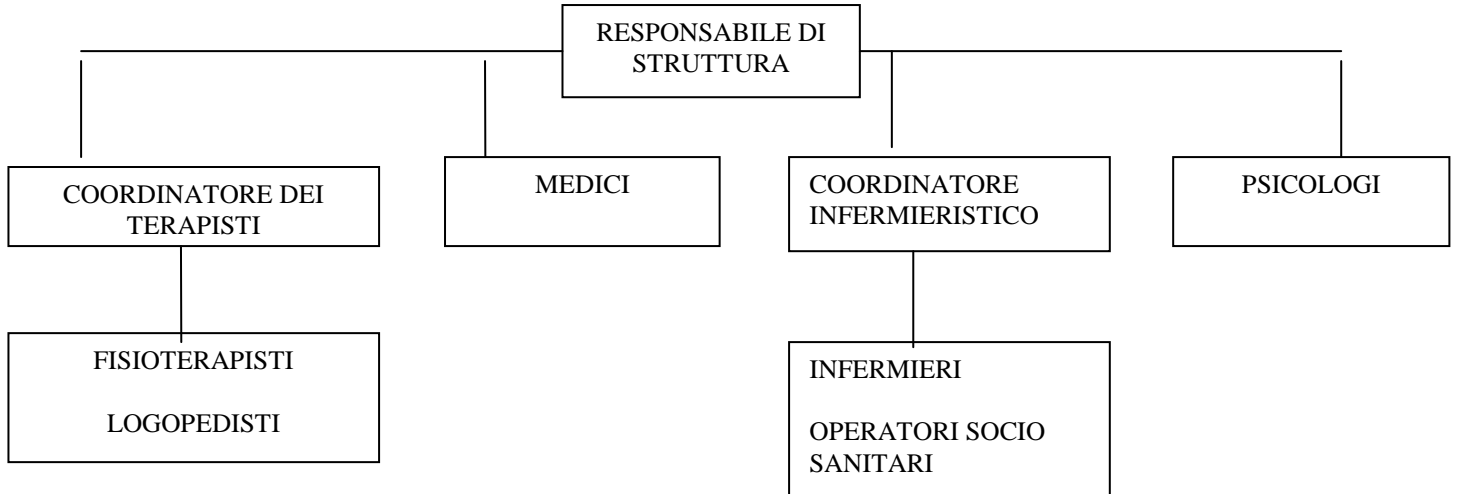 RESPONSABILE DI
STRUTTURA
COORDINATORE DEI
TERAPISTI
MEDICI
COORDINATORE
INFERMIERISTICO
PSICOLOGI
FISIOTERAPISTI
LOGOPEDISTI
INFERMIERI
OPERATORI SOCIO
SANITARI